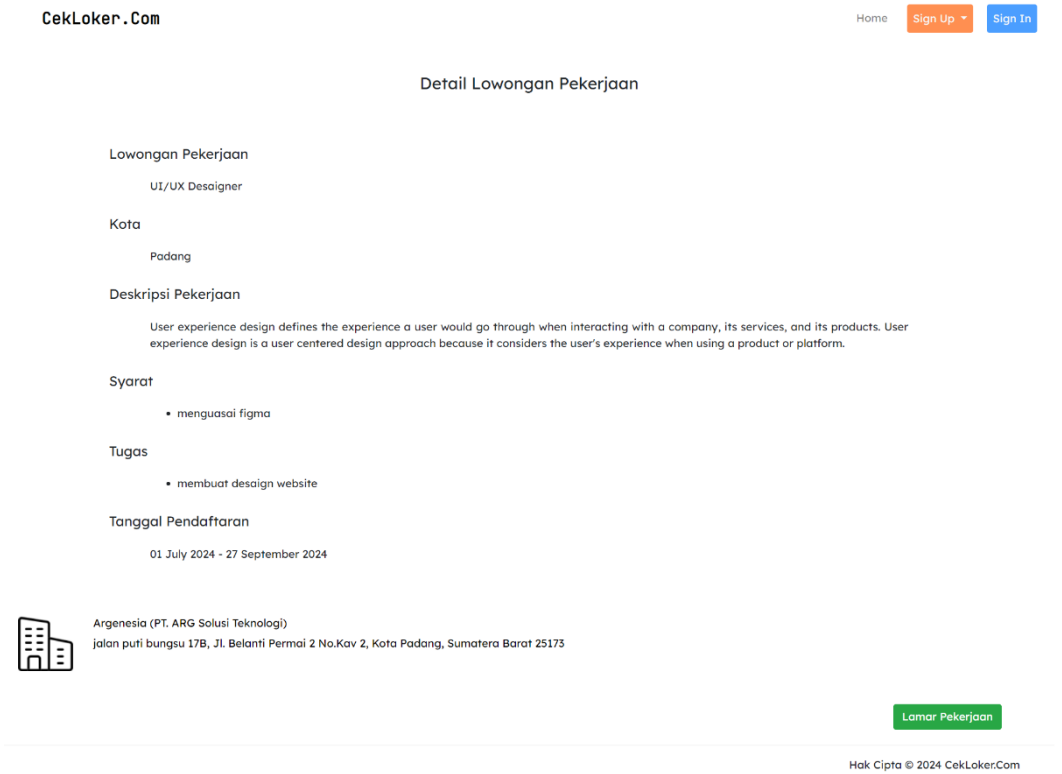 CekLoker.Com
Home
Sign Up
Sign In
Detail Lowongan Pekerjaan
Lowongan Pekerjaan
UI/UX Desaigner
Kota
Padang
Deskripsi Pekerjaan
User experience design defines the experience a user would go through when interacting with a company, its services, and its products. User
experience design is a user centered design approach because it considers the user's experience when using a product or platform.
Syarat
• menguasai figma
Tugas
• membuat desaign website
Tanggal Pendaftaran
01 July 2024 - 27 September 2024
Argenesia (PT. ARG Solusi Teknologi)
jalan puti bungsu 17B, Jl. Belanti Permai 2 No.Kav 2, Kota Padang, Sumatera Barat 25173
Lamar Pekerjaan
Hak Cipta © 2024 CekLoker.Com